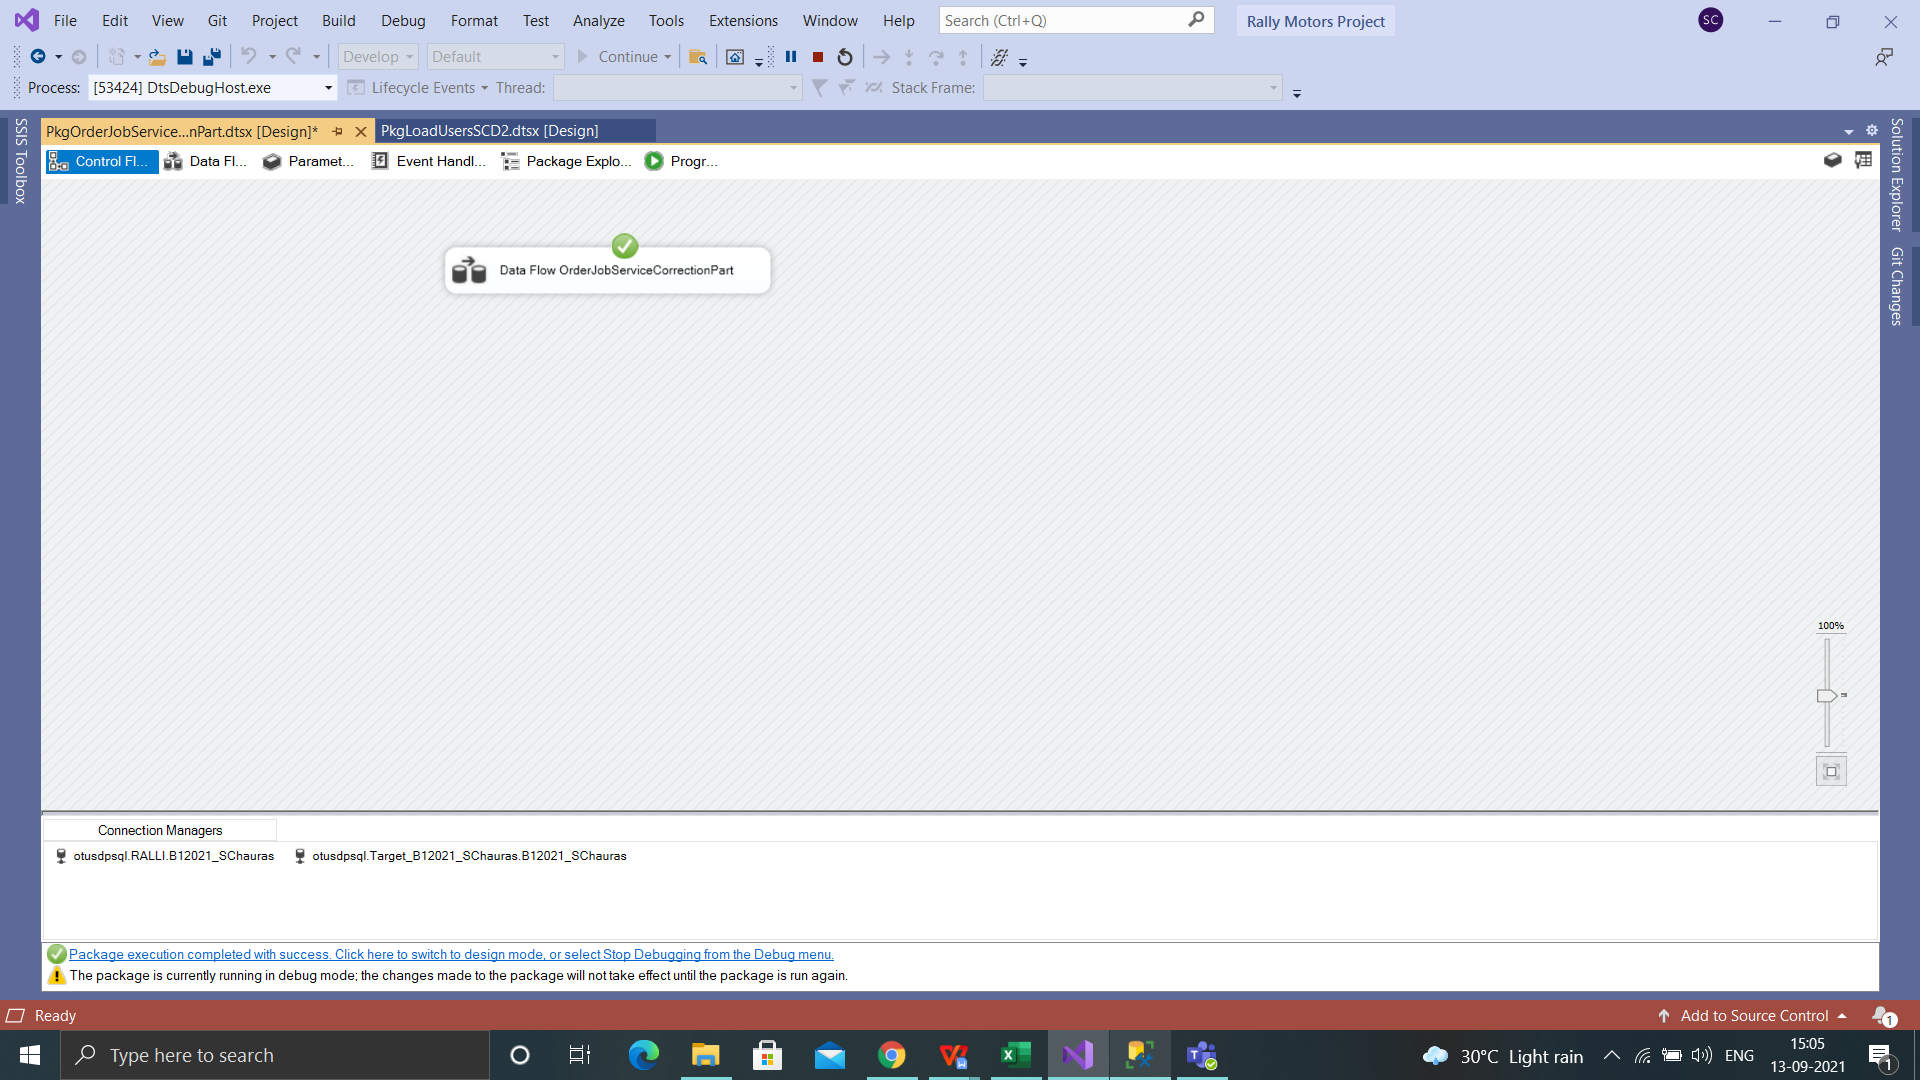 File Edit View Git Project Build Debug Format Test Analyze Tools Extensions Window Help Search (Ctrl+Q) Rally Motors Project SC
Develop Default Continue
Process: [53424] DtsDebugHost.exe Lifecycle Events Thread: Stack Frame:
PkgOrderJobService...nPart.dtsx [Design]* PkgLoadUsersSCD2.dtsx [Design]
Control Fl... Data Fl... Paramet... Event Handl... Package Explo... Progr...
SSIS Toolbox
Solution Explorer
Git Changes
Data Flow OrderJobServiceCorrectionPart
100%
Connection Managers
otusdpsql.RALLI.B12021_SChauras otusdpsql.Target_B12021_SChauras.B12021_SChauras
Package execution completed with success. Click here to switch to design mode, or select Stop Debugging from the Debug menu.
The package is currently running in debug mode; the changes made to the package will not take effect until the package is run again.
Ready Add to Source Control 1
Type here to search 30°C Light rain ENG 15:05
13-09-2021 1